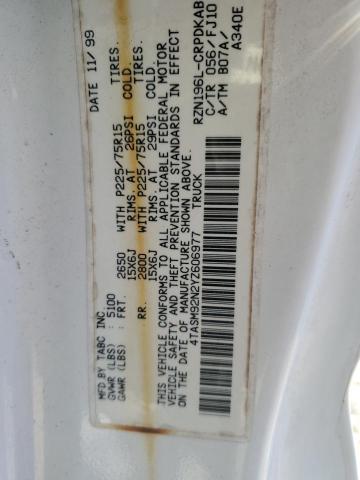 MFD.BY TABC INC DATE 11/99
GVWR (LBS) : 5100
GAWR (LBS) : FRT. 2650 WITH P225/75R15 TIRES.
15X6J RIMS. AT 26PSI COLD.
RR. 2800 WITH P225/75R15 TIRES.
15X6J RIMS. AT 29PSI COLD.
THIS VEHICLE CONFORMS TO ALL APPLICABLE FEDERAL MOTOR
VEHICLE SAFETY AND THEFT PREVENTION STANDARDS IN EFFECT
ON THE DATE OF MANUFACTURE SHOWN ABOVE.
4TASM92N2YZ606977 TRUCK
RZN196L-CRPDKAB
C/TR 056/FJ10
A/TM B07A/
A340E